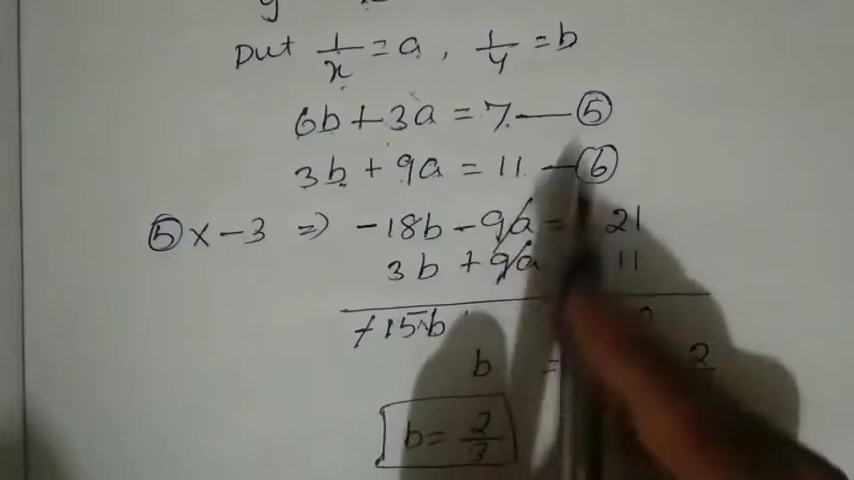 Put 1/x = a, 1/y = b
6b + 3a = 7 — ⑤
3b + 9a = 11 — ⑥
⑤ x - 3 => - 18b - 9a = 21
3b + 9a 11
+15b
b = 2
b = 2/3